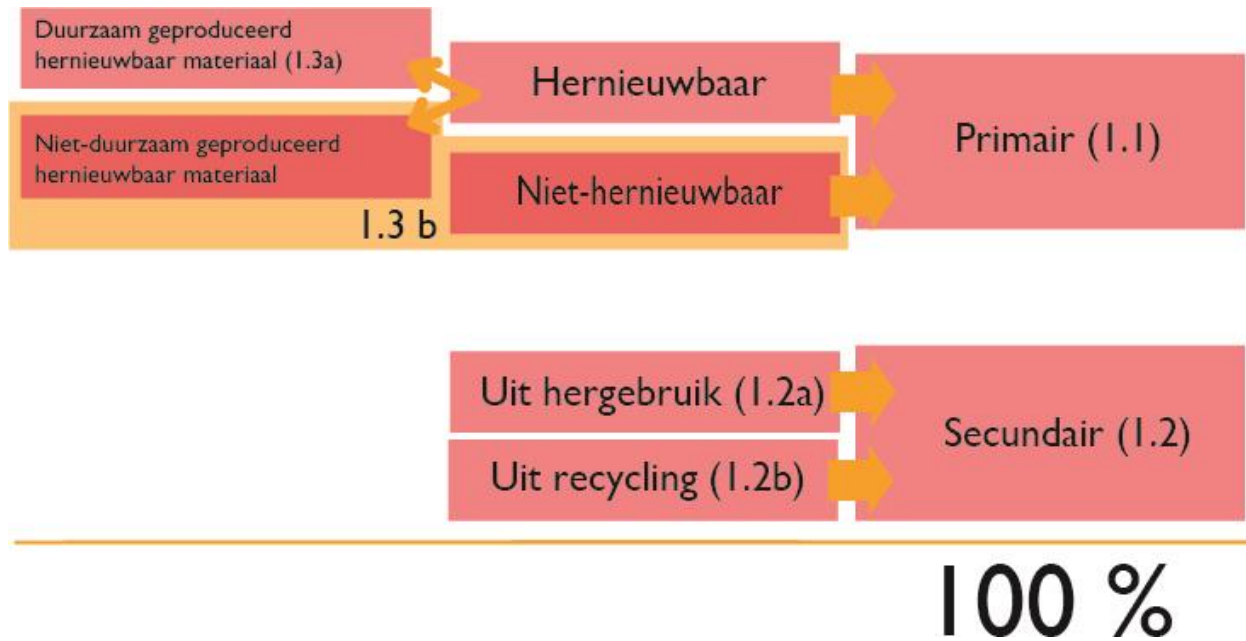 Duurzaam geproduceerd
hernieuwbaar materiaal (1.3a)
Niet-duurzaam geproduceerd
hernieuwbaar materiaal
1.3 b
Hernieuwbaar
Niet-hernieuwbaar
Primair (1.1)
Uit hergebruik (1.2a)
Uit recycling (1.2b)
Secundair (1.2)
100 %